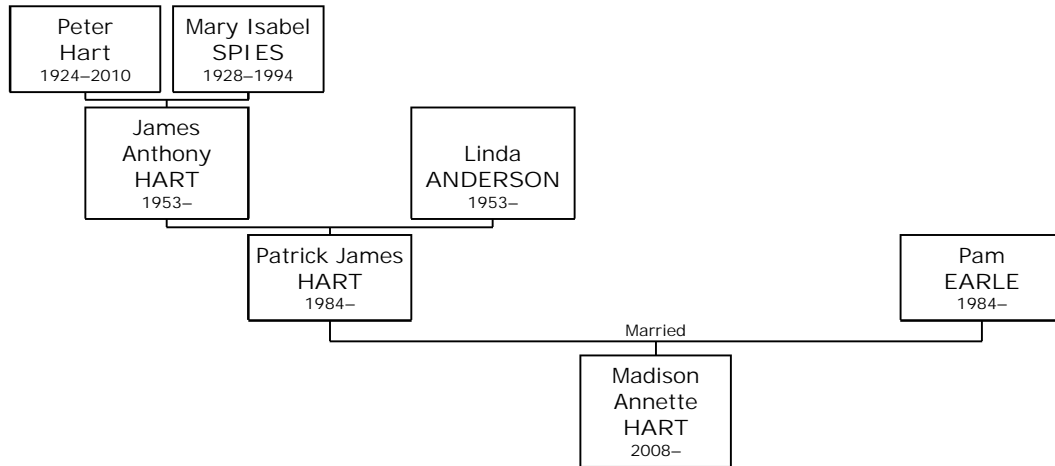 Peter
Hart
1924–2010
Mary Isabel
SPIES
1928–1994
James
Anthony
HART
1953–
Linda
ANDERSON
1953–
Patrick James
HART
1984–
Pam
EARLE
1984–
Married
Madison
Annette
HART
2008–